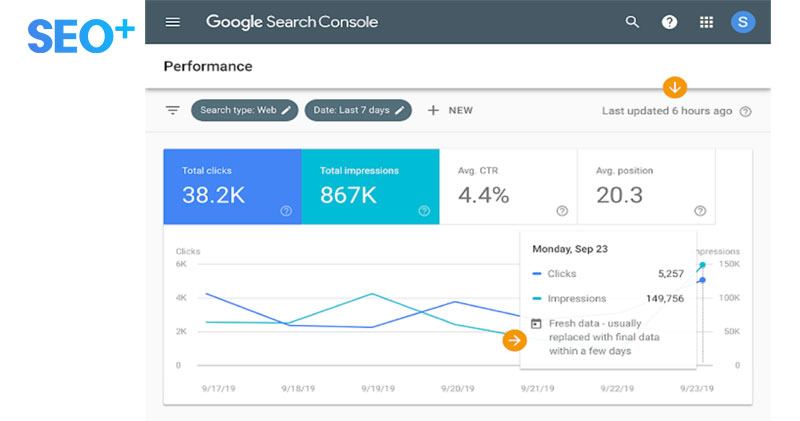 SEO+
Google Search Console
S
Performance
Search type: Web
Date: Last 7 days
+ NEW
Last updated 6 hours ago
Total clicks
38.2K
Total impressions
867K
Avg. CTR
4.4%
Avg. position
20.3
Clicks
mpressions
6K
4K
2K
0
150K
100K
50K
0
Monday, Sep 23
Clicks 5,257
Impressions 149,756
Fresh data - usually
replaced with final data
within a few days
9/17/19 9/18/19 9/19/19 9/20/19 9/21/19 9/22/19 9/23/19